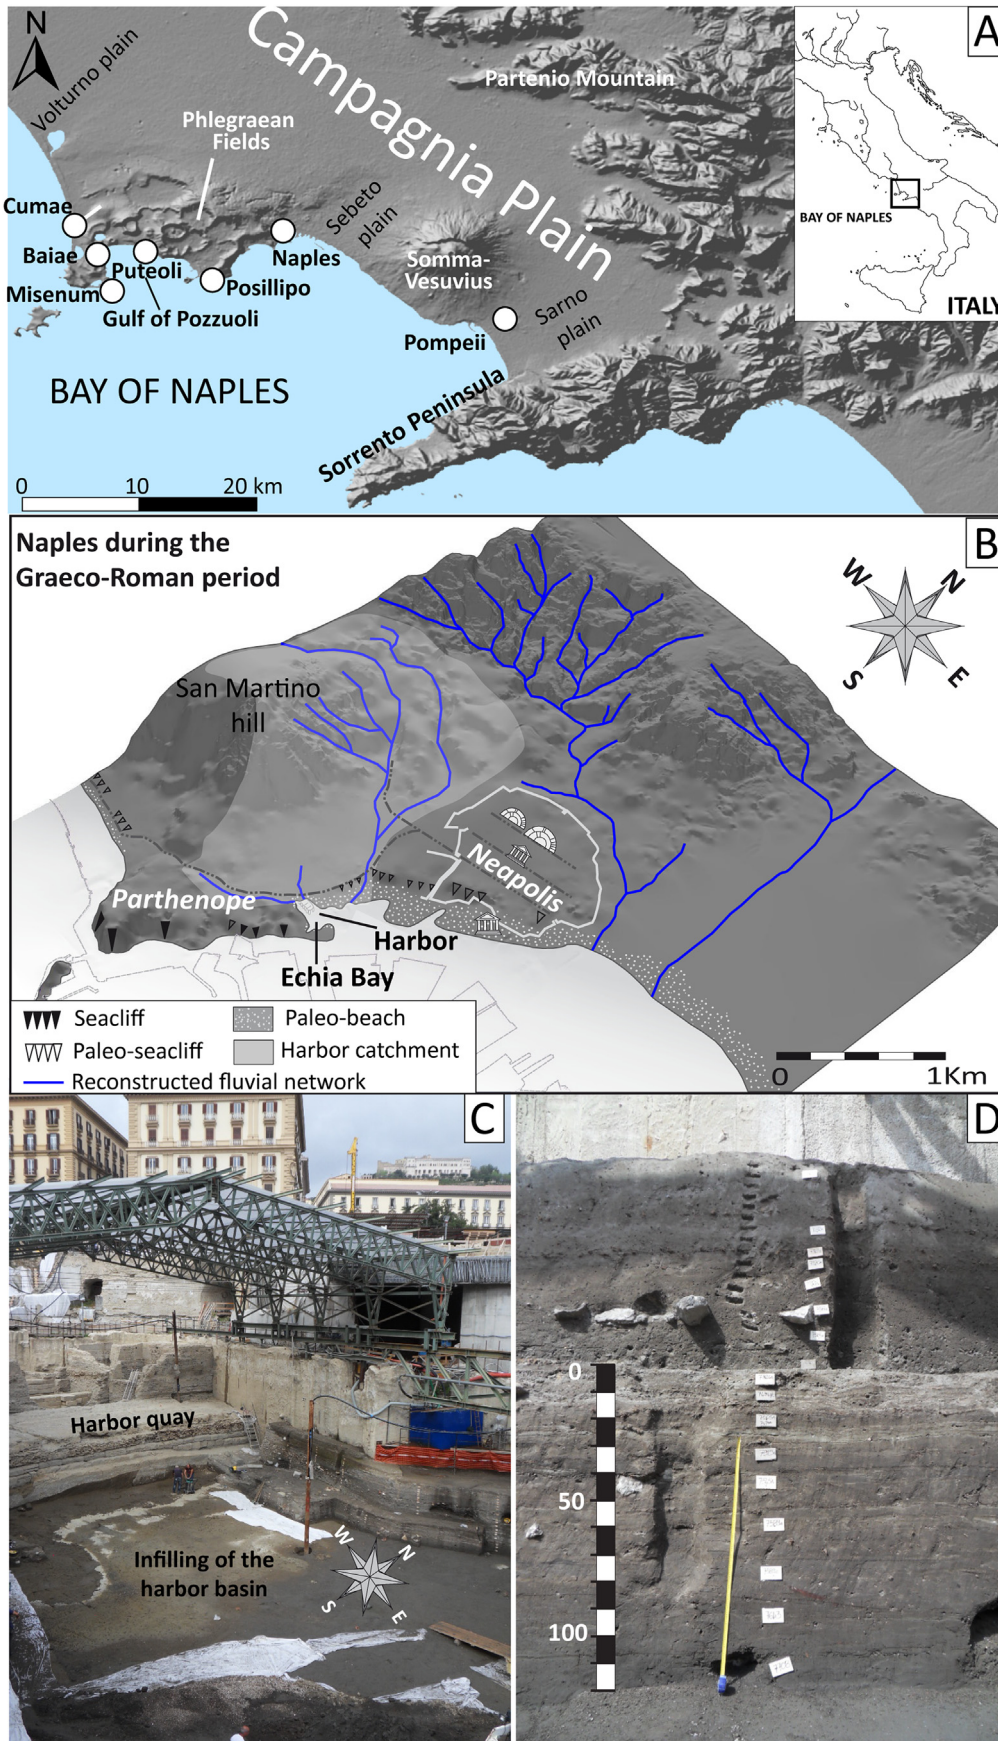 A
N
Volturno plain
Campagnia Plain
Partenio Mountain
Phlegraean
Fields
Cumae
Baiae
Puteoli
Misenum
Gulf of Pozzuoli
Posillipo
Naples
Sebeto
plain
Somma-
Vesuvius
Sarno
plain
Pompeii
BAY OF NAPLES
Sorrento Peninsula
0 10 20 km
BAY OF NAPLES
ITALY
B
Naples during the
Graeco-Roman period
W N
S E
San Martino
hill
Parthenope
Neapolis
Harbor
Echia Bay
Seacliff
Paleo-beach
Paleo-seacliff
Harbor catchment
Reconstructed fluvial network
0 1Km
C
Harbor quay
Infilling of the
harbor basin
W N
S E
D
0
50
100